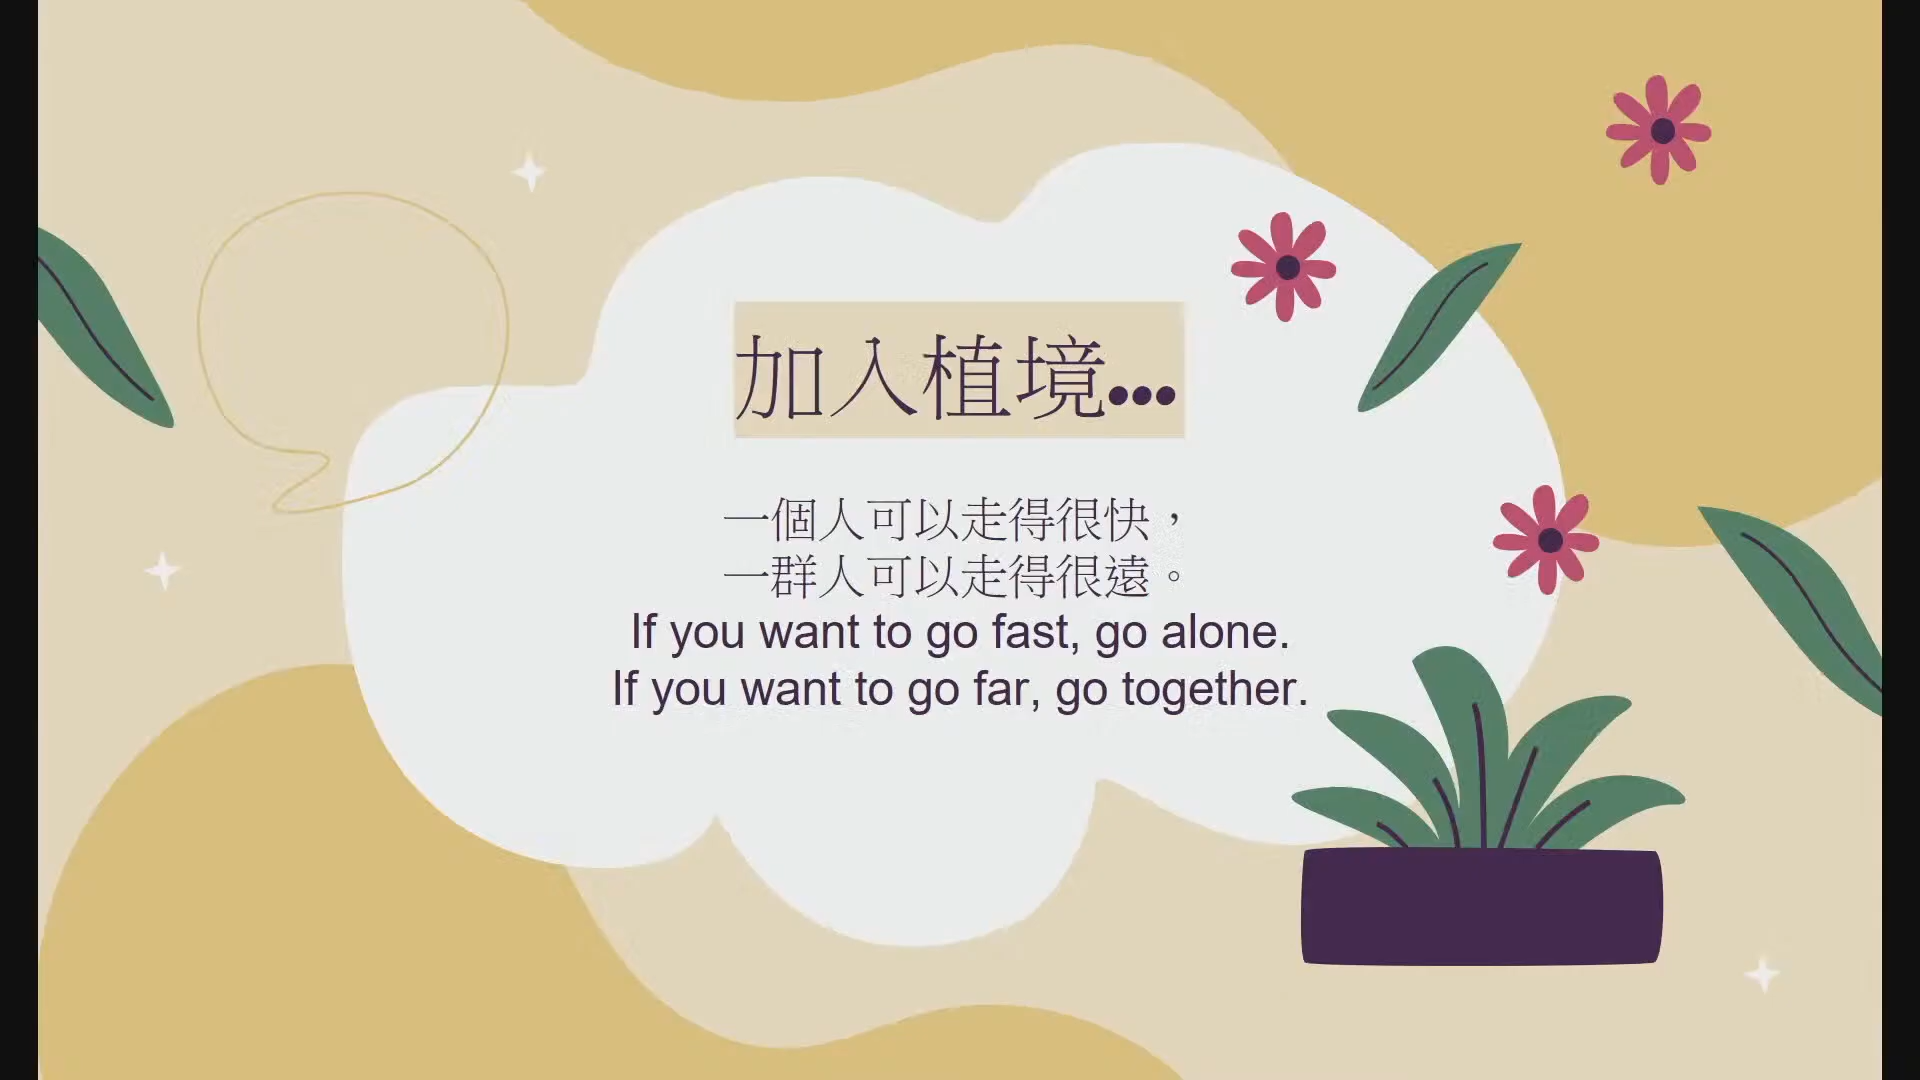 加入植境...
一個人可以走得很快，
一群人可以走得很遠。
If you want to go fast, go alone.
If you want to go far, go together.